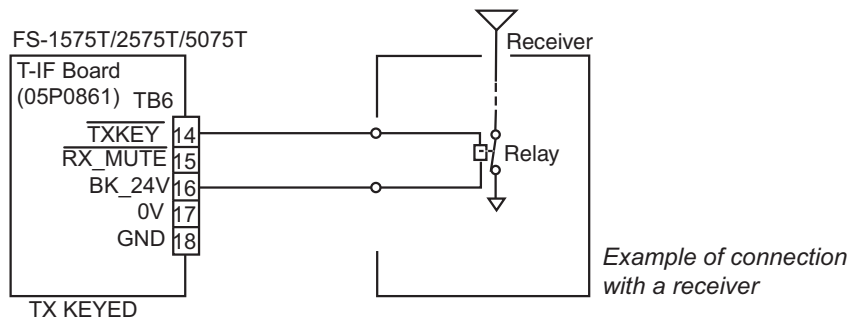 FS-1575T/2575T/5075T
T-IF Board
(05P0861) TB6
TXKEY 14
RX_MUTE 15
BK_24V 16
0V 17
GND 18
TX KEYED
Receiver
Relay
Example of connection
with a receiver